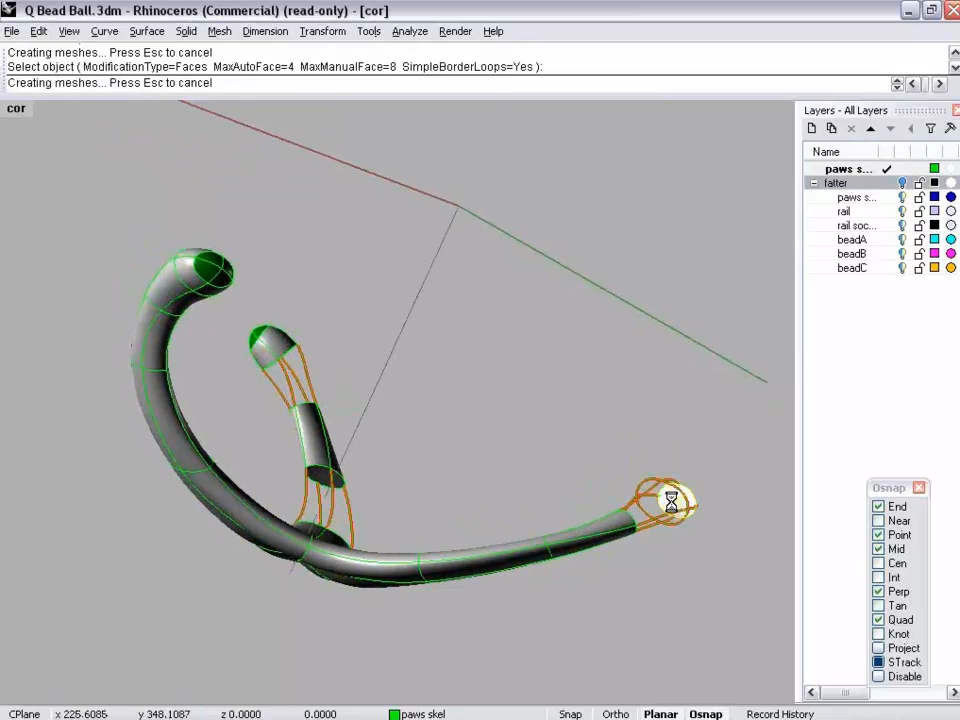 Q Bead Ball.3dm - Rhinoceros (Commercial) (read-only) - [cor]
File Edit View Curve Surface Solid Mesh Dimension Transform Tools Analyze Render Help
Creating meshes... Press Esc to cancel
Select object ( ModificationType=Faces MaxAutoFace=4 MaxManualFace=8 SimpleBorderLoops=Yes ):
Creating meshes... Press Esc to cancel
cor
Layers - All Layers
Name
paws s...
fatter
paws s...
rail
rail soc...
beadA
beadB
beadC
Osnap
End
Near
Point
Mid
Cen
Int
Perp
Tan
Quad
Knot
Project
STrack
Disable
CPlane x 225.6085 y 348.1087 z 0.0000 0.0000 paws skel Snap Ortho Planar Osnap Record History